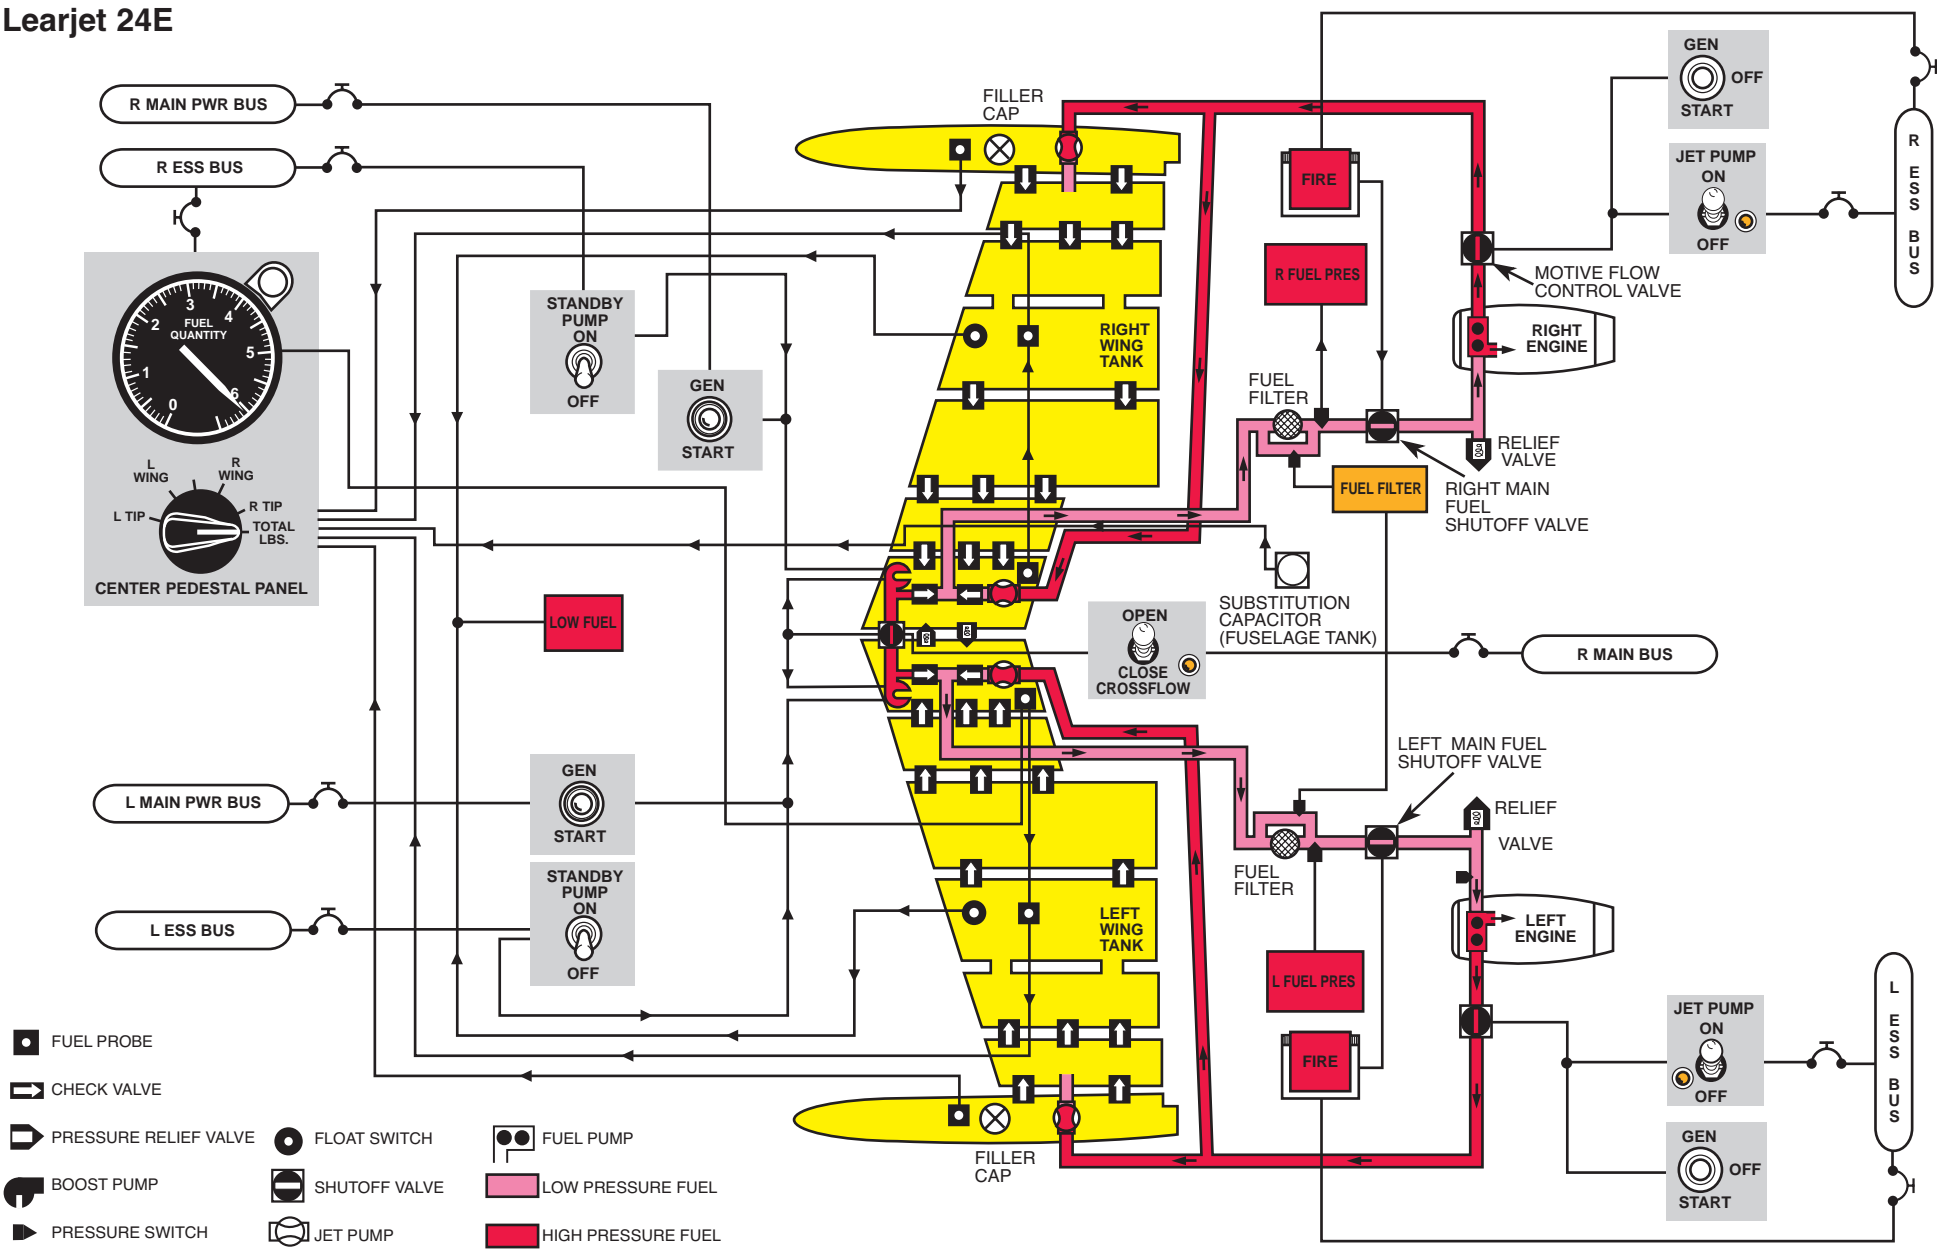 Learjet 24E
R MAIN PWR BUS
R ESS BUS
FUEL
QUANTITY
0
1
2
3
4
5
6
L
WING
R
WING
L TIP
R TIP
TOTAL
LBS.
CENTER PEDESTAL PANEL
STANDBY
PUMP
ON
OFF
GEN
START
LOW FUEL
L MAIN PWR BUS
GEN
START
L ESS BUS
STANDBY
PUMP
ON
OFF
FILLER
CAP
RIGHT
WING
TANK
LEFT
WING
TANK
FILLER
CAP
FIRE
R FUEL PRES
FUEL
FILTER
FUEL FILTER
GEN
OFF
START
JET PUMP
ON
OFF
R
ESS
BUS
MOTIVE FLOW
CONTROL VALVE
RIGHT
ENGINE
RELIEF
VALVE
RIGHT MAIN
FUEL
SHUTOFF VALVE
SUBSTITUTION
CAPACITOR
(FUSELAGE TANK)
OPEN
CLOSE
CROSSFLOW
R MAIN BUS
LEFT MAIN FUEL
SHUTOFF VALVE
RELIEF
VALVE
FUEL
FILTER
LEFT
ENGINE
L FUEL PRES
FIRE
JET PUMP
ON
OFF
GEN
OFF
START
L
ESS
BUS
FUEL PROBE
CHECK VALVE
PRESSURE RELIEF VALVE
BOOST PUMP
PRESSURE SWITCH
FLOAT SWITCH
SHUTOFF VALVE
JET PUMP
FUEL PUMP
LOW PRESSURE FUEL
HIGH PRESSURE FUEL